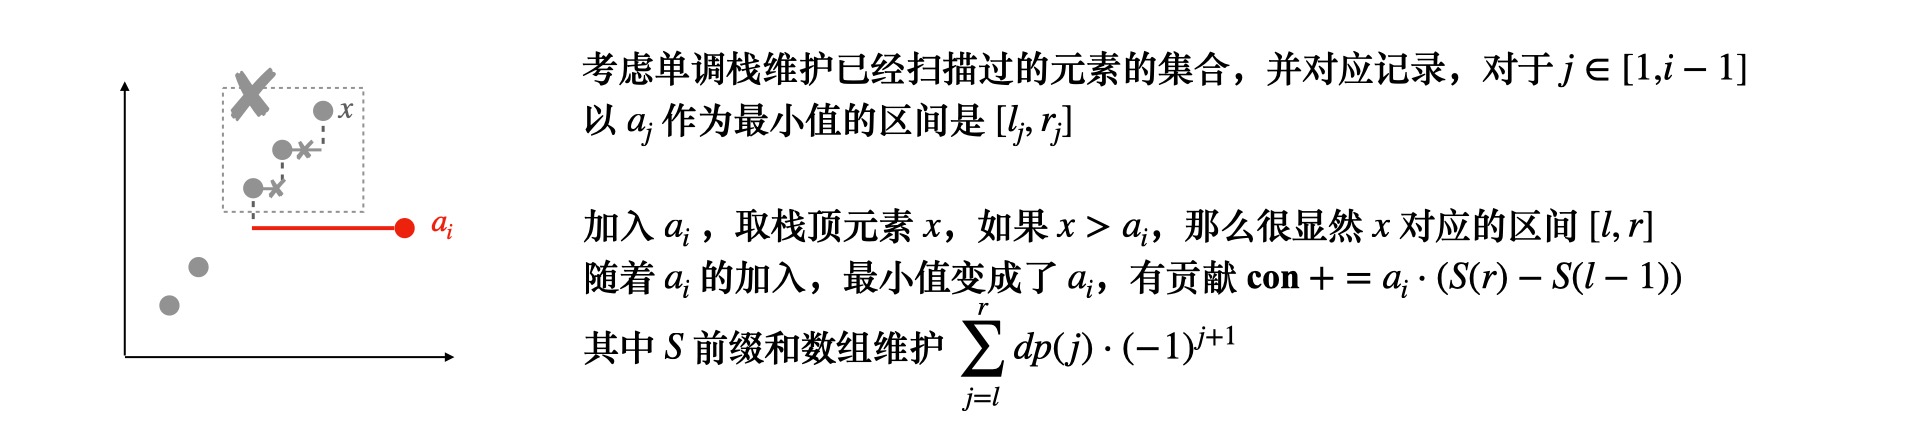 考虑单调栈维护已经扫描过的元素的集合，并对应记录，对于 j ∈ [1,i − 1]
以 a_j 作为最小值的区间是 [l_j, r_j]
x
a_i
加入 a_i ，取栈顶元素 x，如果 x > a_i，那么很显然 x 对应的区间 [l, r]
随着 a_i 的加入，最小值变成了 a_i，有贡献 con + = a_i · (S(r) − S(l − 1))
其中 S 前缀和数组维护 \sum_{j=l}^{r} dp(j) · (−1)^{j+1}